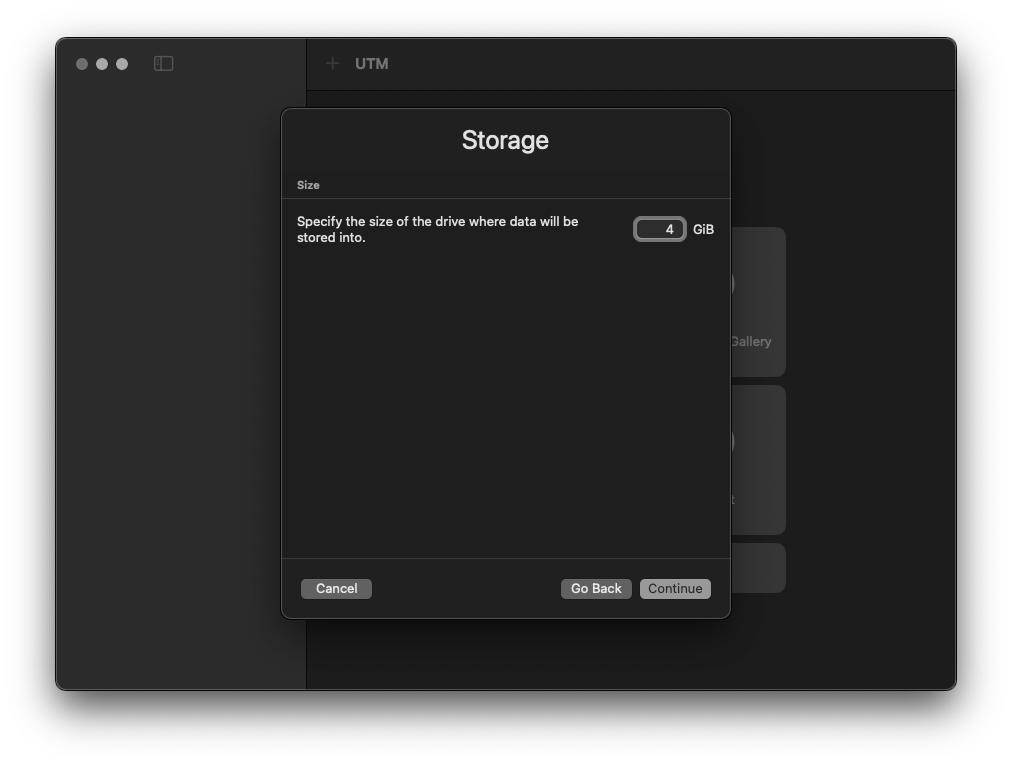 UTM
Storage
Size
Specify the size of the drive where data will be
stored into.
4 GiB
Gallery
Cancel
Go Back
Continue